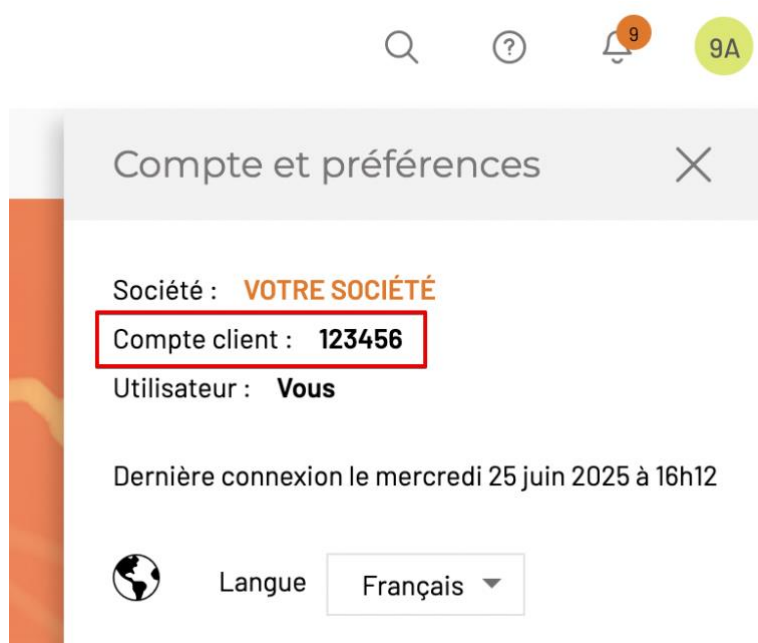 9
9A
Compte et préférences
Société : VOTRE SOCIÉTÉ
Compte client : 123456
Utilisateur : Vous
Dernière connexion le mercredi 25 juin 2025 à 16h12
Langue Français